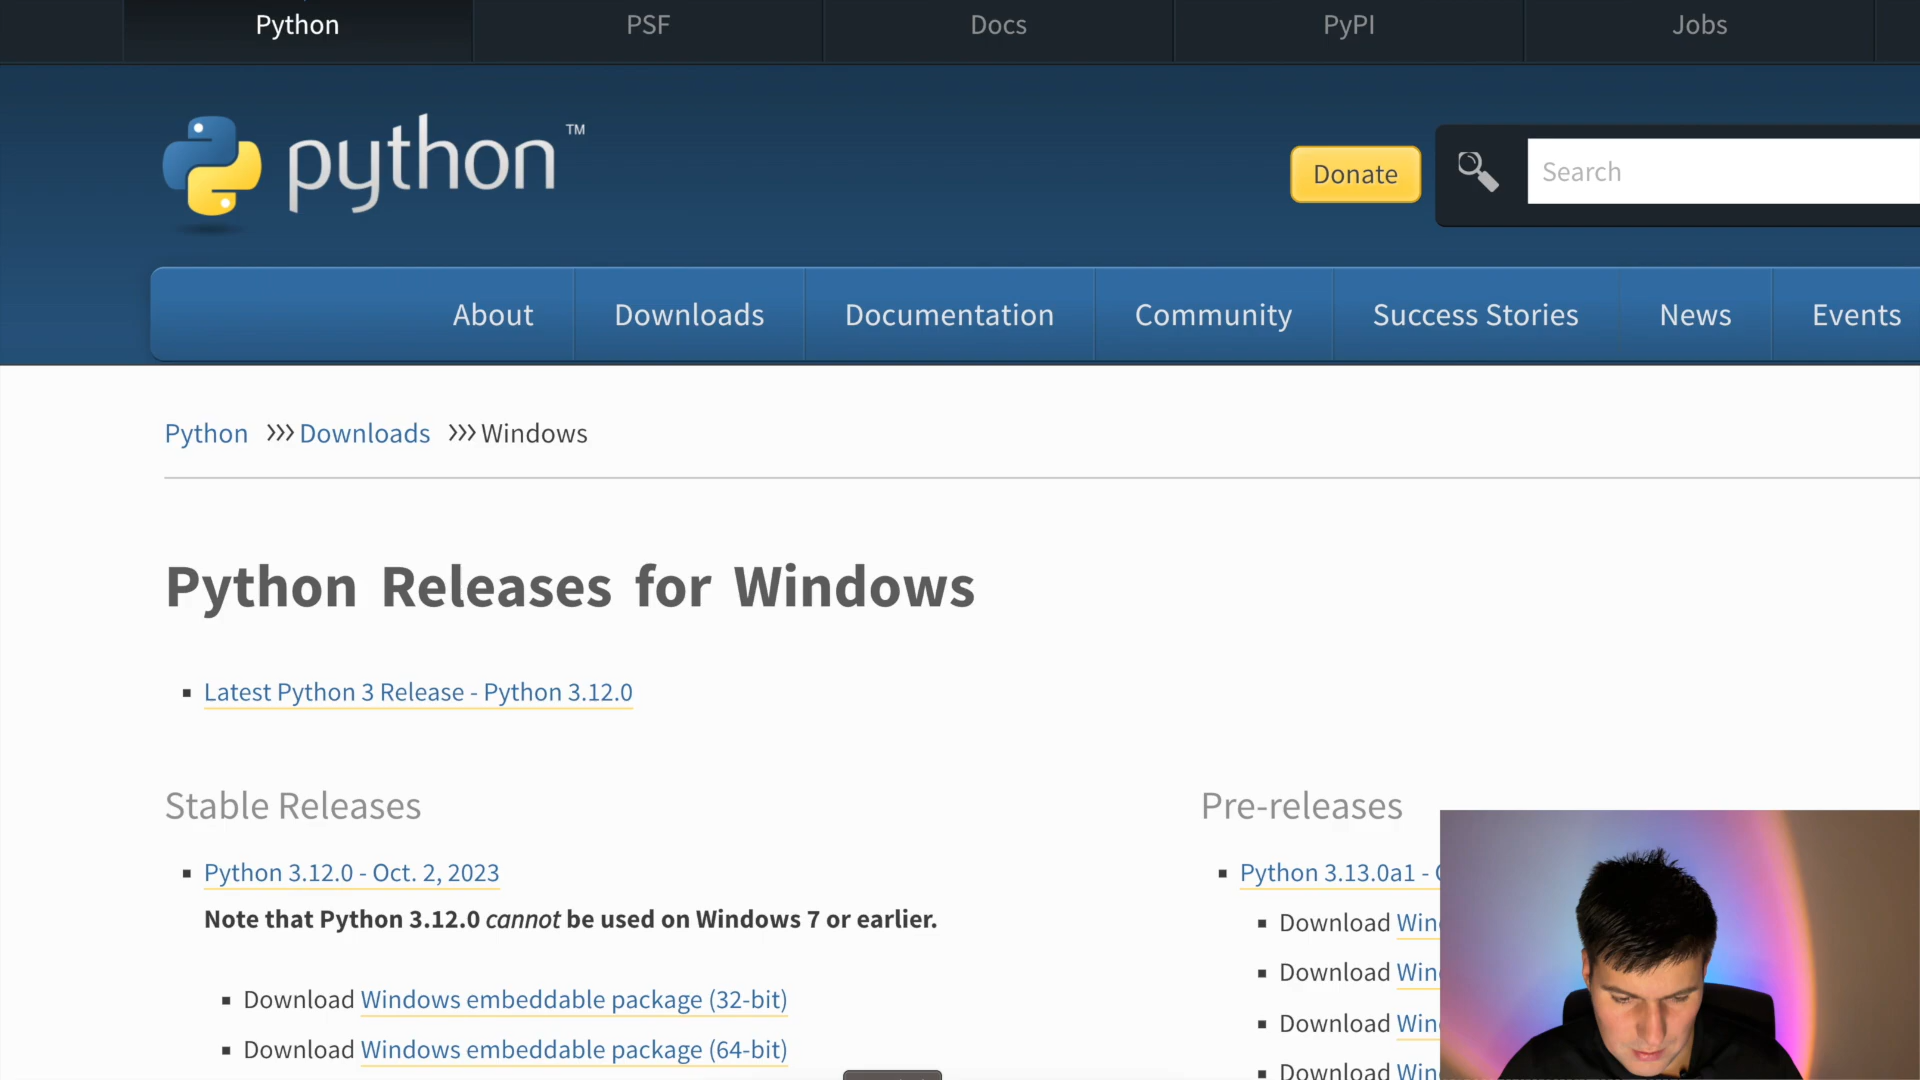 Python PSF Docs PyPI Jobs
python™
Donate
Search
About Downloads Documentation Community Success Stories News Events
Python >>> Downloads >>> Windows
Python Releases for Windows
Latest Python 3 Release - Python 3.12.0
Stable Releases
Python 3.12.0 - Oct. 2, 2023
Note that Python 3.12.0 cannot be used on Windows 7 or earlier.
Download Windows embeddable package (32-bit)
Download Windows embeddable package (64-bit)
Pre-releases
Python 3.13.0a1 -
Download Win
Download Win
Download Win
Download Win